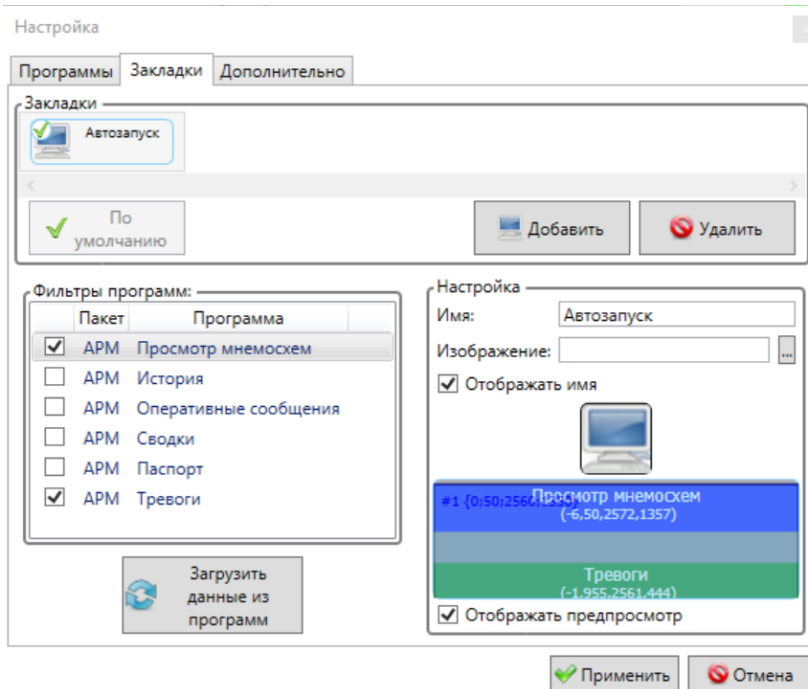 Настройка
Программы Закладки Дополнительно
Закладки
Автозапуск
По
умолчанию
Добавить
Удалить
Фильтры программ:
Пакет Программа
АРМ Просмотр мнемосхем
АРМ История
АРМ Оперативные сообщения
АРМ Сводки
АРМ Паспорт
АРМ Тревоги
Загрузить
данные из
программ
Настройка
Имя: Автозапуск
Изображение: ...
Отображать имя
Просмотр мнемосхем
(-6,50,2572,1357)
Тревоги
(-1,955,2561,444)
Отображать предпросмотр
Применить Отмена